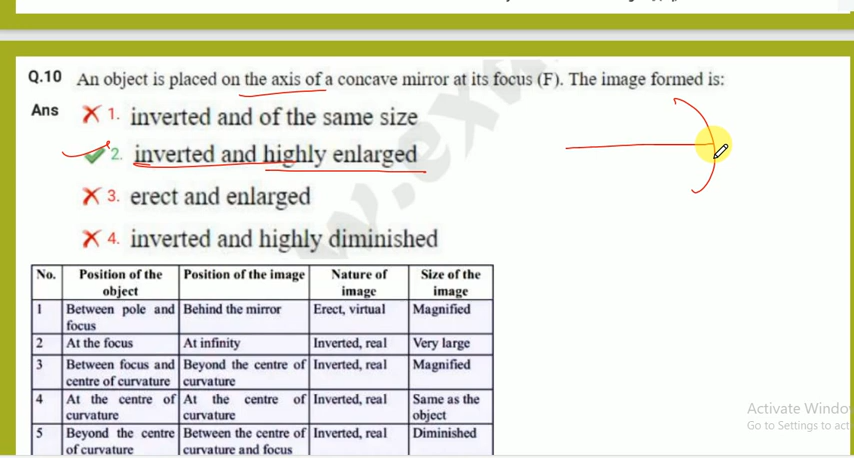 Q.10 An object is placed on the axis of a concave mirror at its focus (F). The image formed is:
Ans 1. inverted and of the same size
2. inverted and highly enlarged
3. erect and enlarged
4. inverted and highly diminished
No. Position of the object Position of the image Nature of image Size of the image
1 Between pole and focus Behind the mirror Erect, virtual Magnified
2 At the focus At infinity Inverted, real Very large
3 Between focus and centre of curvature Beyond the centre of curvature Inverted, real Magnified
4 At the centre of curvature At the centre of curvature Inverted, real Same as the object
5 Beyond the centre of curvature Between the centre of curvature and focus Inverted, real Diminished
Activate Windo
Go to Settings to act